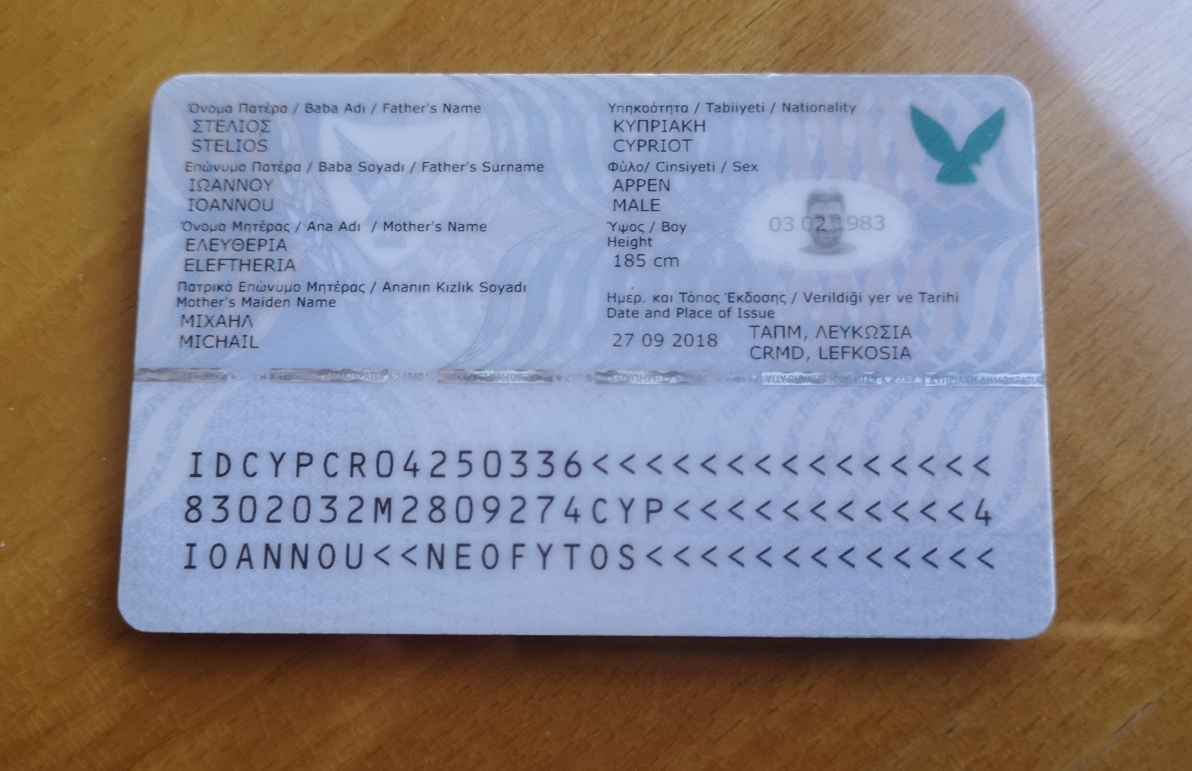 Όνομα Πατέρα / Baba Adı / Father's Name
ΣΤΕΛΙΟΣ
STELIOS
Επώνυμο Πατέρα / Baba Soyadı / Father's Surname
ΙΩΑΝΝΟΥ
IOANNOU
Όνομα Μητέρας / Ana Adı / Mother's Name
ΕΛΕΥΘΕΡΙΑ
ELEFTHERIA
Πατρικό Επώνυμο Μητέρας / Ananın Kızlık Soyadı
Mother's Maiden Name
ΜΙΧΑΗΛ
MICHAIL
Υπηκοότητα / Tabiiyeti / Nationality
ΚΥΠΡΙΑΚΗ
CYPRIOT
Φύλο/ Cinsiyeti / Sex
ΑΡΡΕΝ
MALE
Ύψος / Boy
Height
185 cm
03 02 1983
Ημερ. και Τόπος Έκδοσης / Verildiği yer ve Tarihi
Date and Place of Issue
27 09 2018
ΤΑΠΜ, ΛΕΥΚΩΣΙΑ
CRMD, LEFKOSIA
IDCYPCR04250336<<<<<<<<<<<<<<<
8302032M2809274CYP<<<<<<<<<<<4
IOANNOU<<NEOFYTOS<<<<<<<<<<<<<